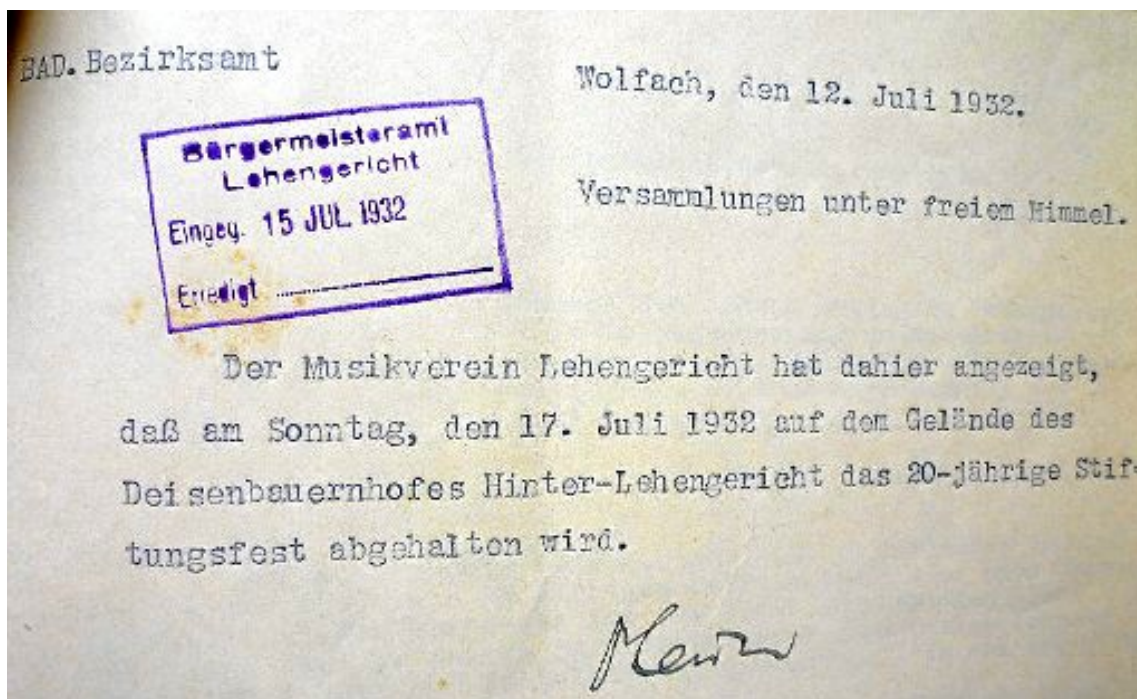 BAD. Bezirksamt
Wolfach, den 12. Juli 1932.
Bürgermeisteramt
Lehengericht
Eingeg. 15 JUL. 1932
Erledigt
Versammlungen unter freiem Himmel.
Der Musikverein Lehengericht hat dahier angezeigt,
daß am Sonntag, den 17. Juli 1932 auf dem Gelände des
Deisenbauernhofes Hinter-Lehengericht das 20-jährige Stif-
tungsfest abgehalten wird.